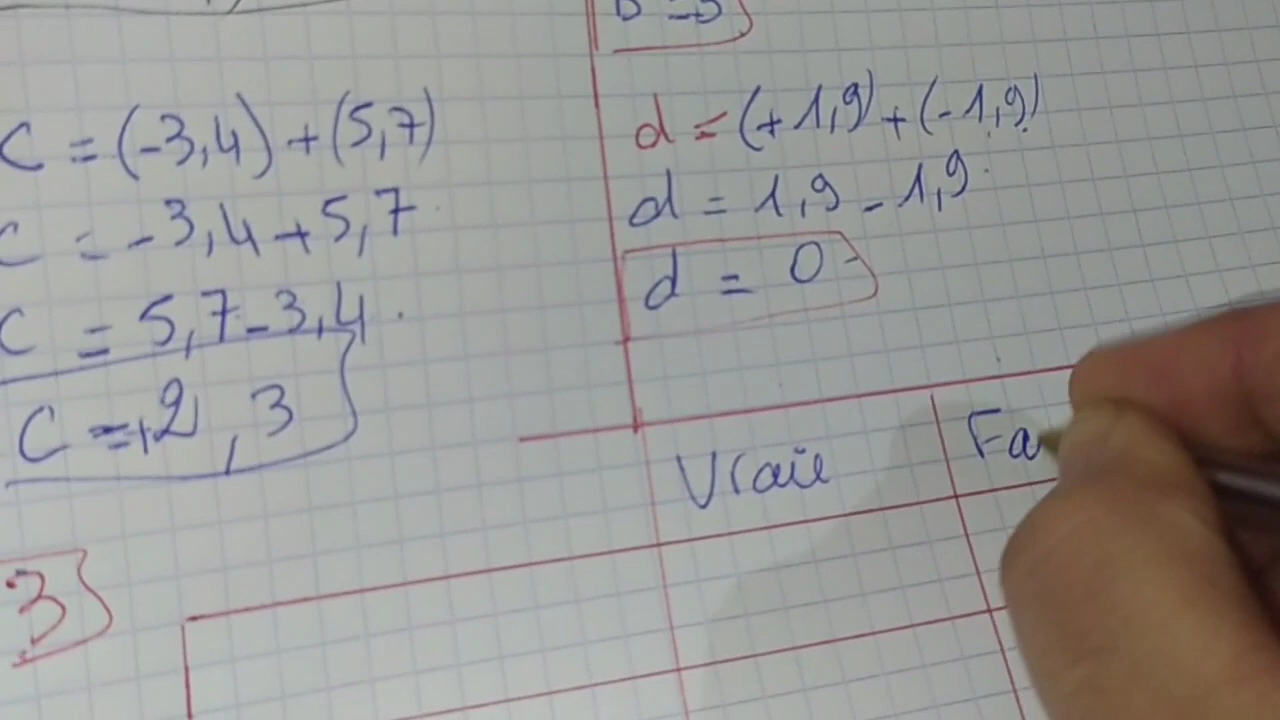 C = (-3,4) + (5,7)
C = -3,4 + 5,7
C = 5,7 - 3,4
C = +2,3
d = (+1,9) + (-1,9)
d = 1,9 - 1,9
d = 0
Vraie
Fa
3